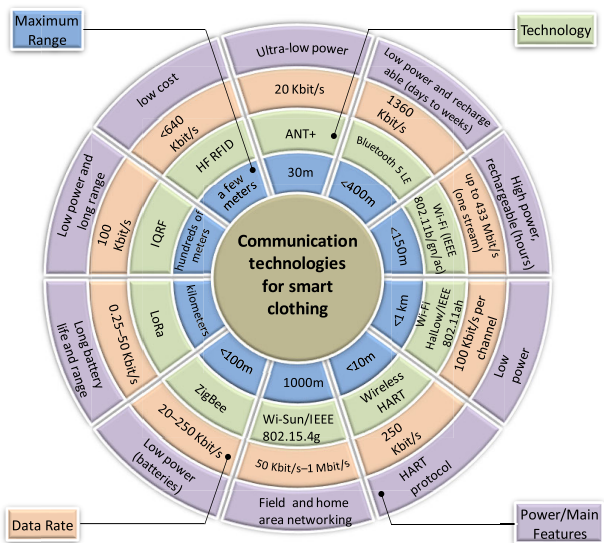 Maximum
Range
Technology
Ultra-low power
20 Kbit/s
ANT+
30m
Low power and recharge
able (days to weeks)
1360
Kbit/s
Bluetooth 5 LE
<400m
High power,
rechargeable (hours)
up to 433 Mbit/s
(one stream)
Wi-Fi (IEEE
802.11b/gn/ac)
<150m
Low
power
100 Kbit/s per
channel
Wi-Fi
HalLow/IEEE
802.11ah
<1 km
HART
protocol
250
Kbit/s
Wireless
HART
<10m
1000m
Wi-Sun/IEEE
802.15.4g
50 Kbit/s–1 Mbit/s
Field and home
area networking
<100m
ZigBee
20–250 Kbit/s
Low power
(batteries)
kilometers
LoRa
0.25–50 Kbit/s
Long battery
life and range
hundreds of
meters
IQRF
100
Kbit/s
Low power and
long range
a few
meters
HF RFID
<640
Kbit/s
low cost
Communication
technologies
for smart
clothing
Data Rate
Power/Main
Features